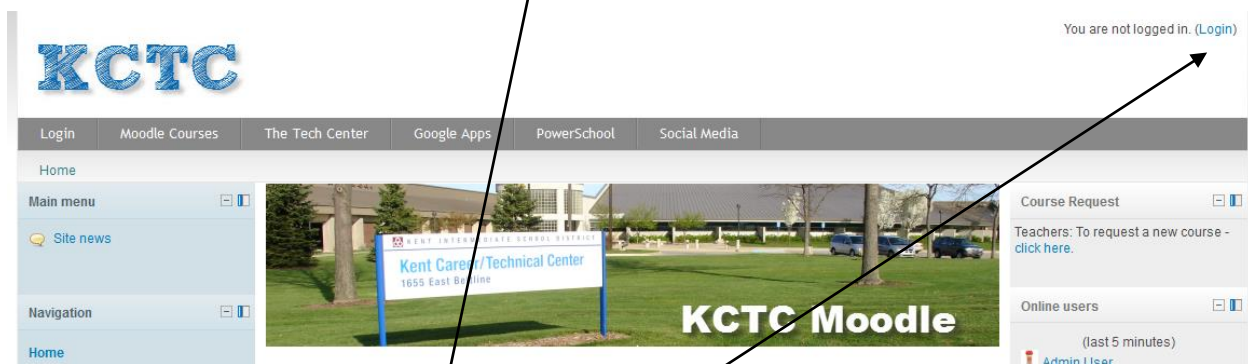 You are not logged in. (Login)
KCTC
Login Moodle Courses The Tech Center Google Apps PowerSchool Social Media
Home
Main menu
Site news
Navigation
Home
KENT INTERMEDIATE SCHOOL DISTRICT
Kent Career/Technical Center
1655 East Beltline
KCTC Moodle
Course Request
Teachers: To request a new course -
click here.
Online users
(last 5 minutes)
Admin User